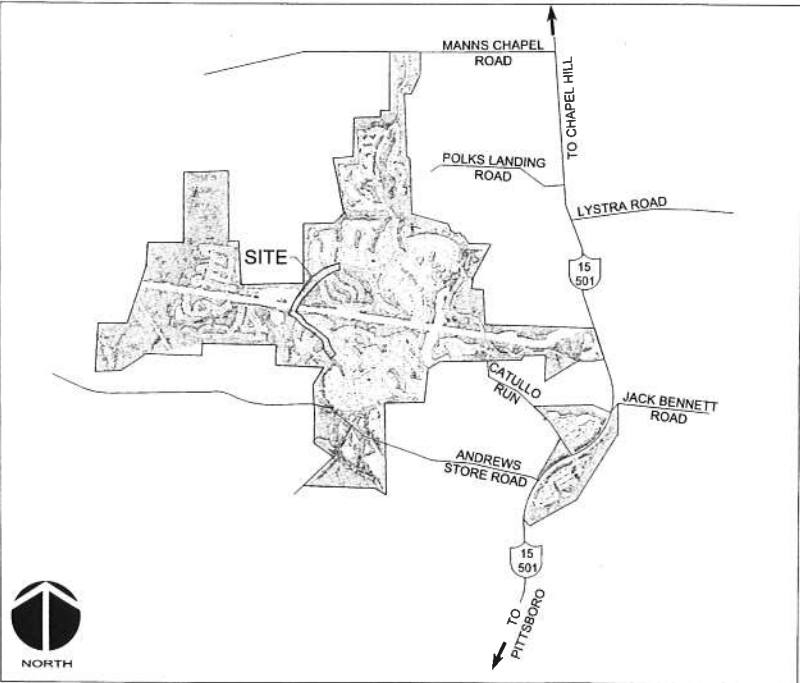 MANNS CHAPEL
ROAD
TO CHAPEL HILL
POLKS LANDING
ROAD
LYSTRA ROAD
SITE
15
501
CATULLO
RUN
JACK BENNETT
ROAD
ANDREWS
STORE ROAD
15
501
TO
PITTSBORO
NORTH